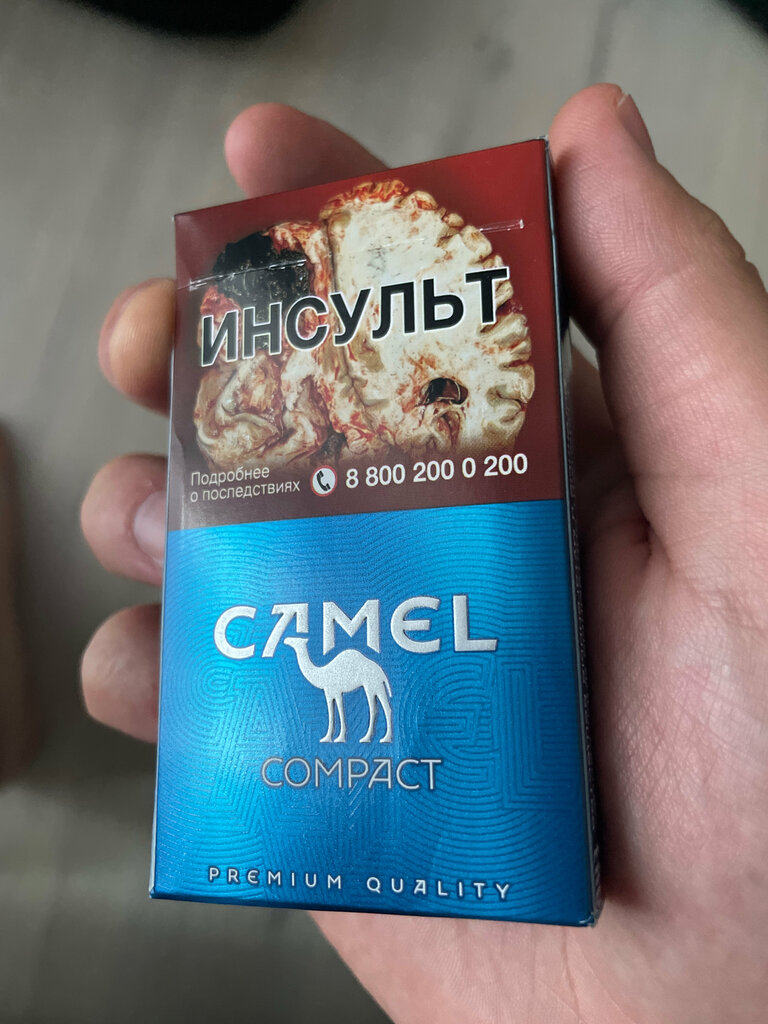 ИНСУЛЬТ
Подробнее
о последствиях 8 800 200 0 200
CAMEL
COMPACT
PREMIUM QUALITY